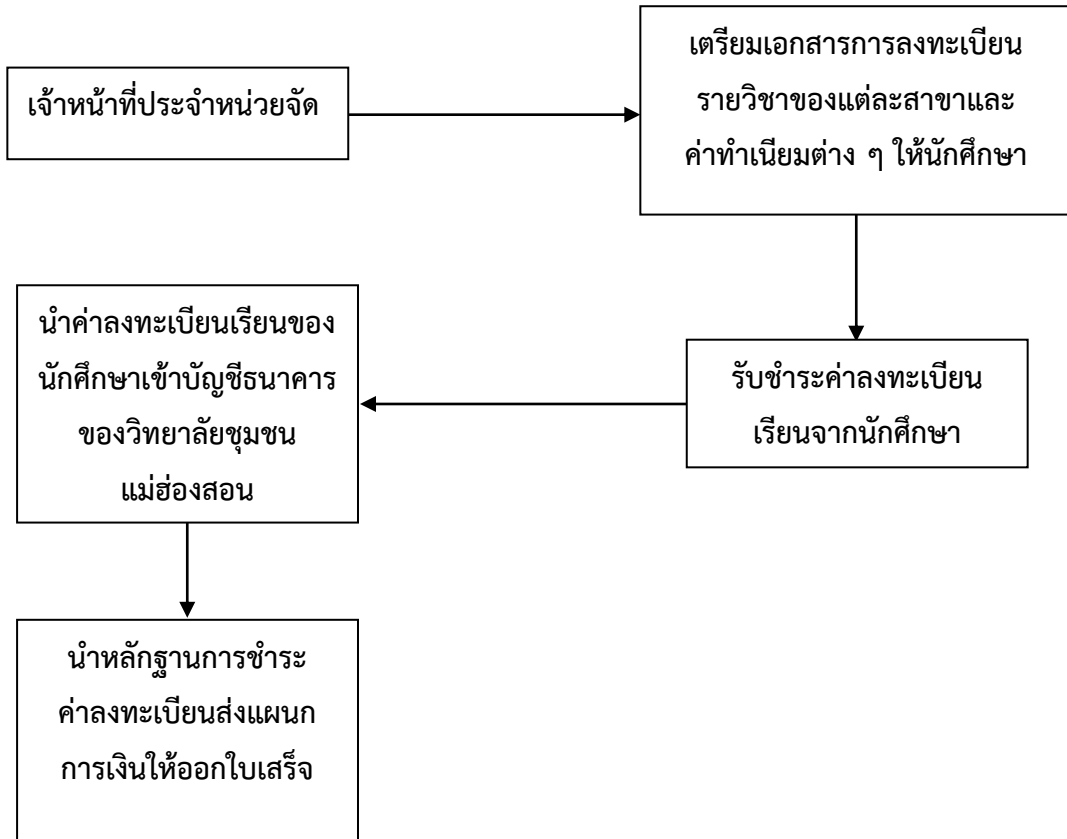 เจ้าหน้าที่ประจำหน่วยจัด
เตรียมเอกสารการลงทะเบียน
รายวิชาของแต่ละสาขาและ
ค่าทำเนียมต่าง ๆ ให้นักศึกษา
รับชำระค่าลงทะเบียน
เรียนจากนักศึกษา
นำค่าลงทะเบียนเรียนของ
นักศึกษาเข้าบัญชีธนาคาร
ของวิทยาลัยชุมชน
แม่ฮ่องสอน
นำหลักฐานการชำระ
ค่าลงทะเบียนส่งแผนก
การเงินให้ออกใบเสร็จ